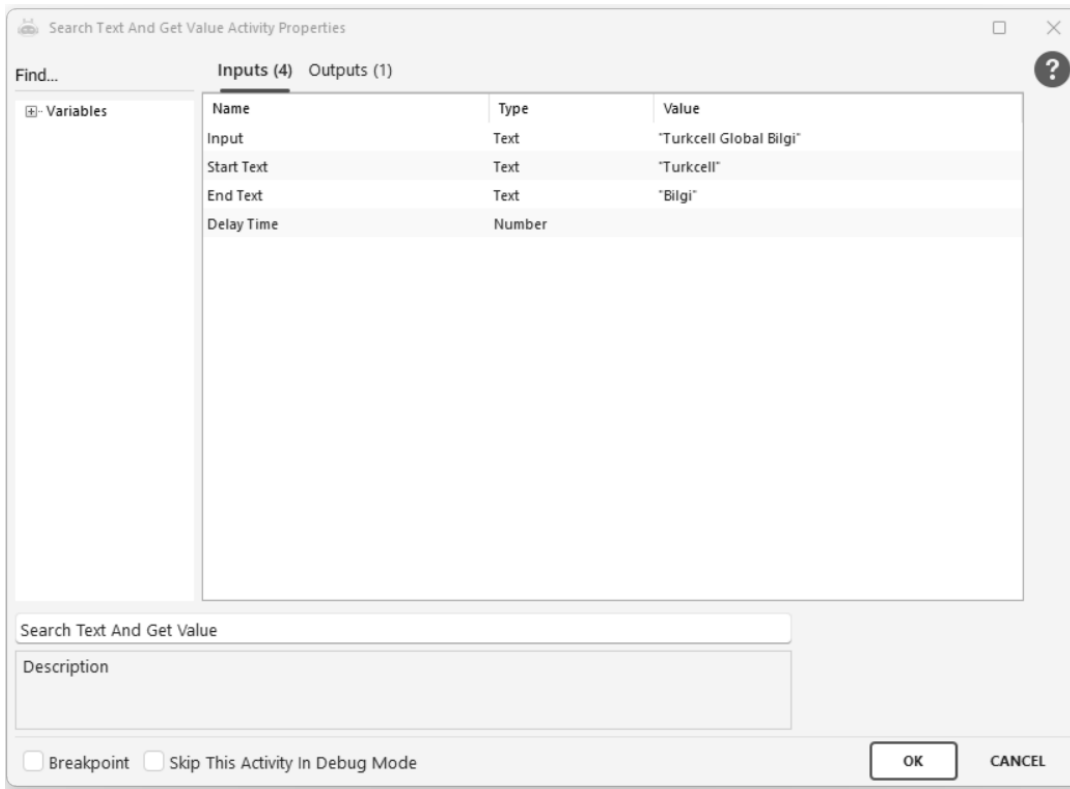 Search Text And Get Value Activity Properties
Find...
Inputs (4) Outputs (1)
?
Variables
Name Type Value
Input Text "Turkcell Global Bilgi"
Start Text Text "Turkcell"
End Text Text "Bilgi"
Delay Time Number
Search Text And Get Value
Description
Breakpoint Skip This Activity In Debug Mode
OK CANCEL